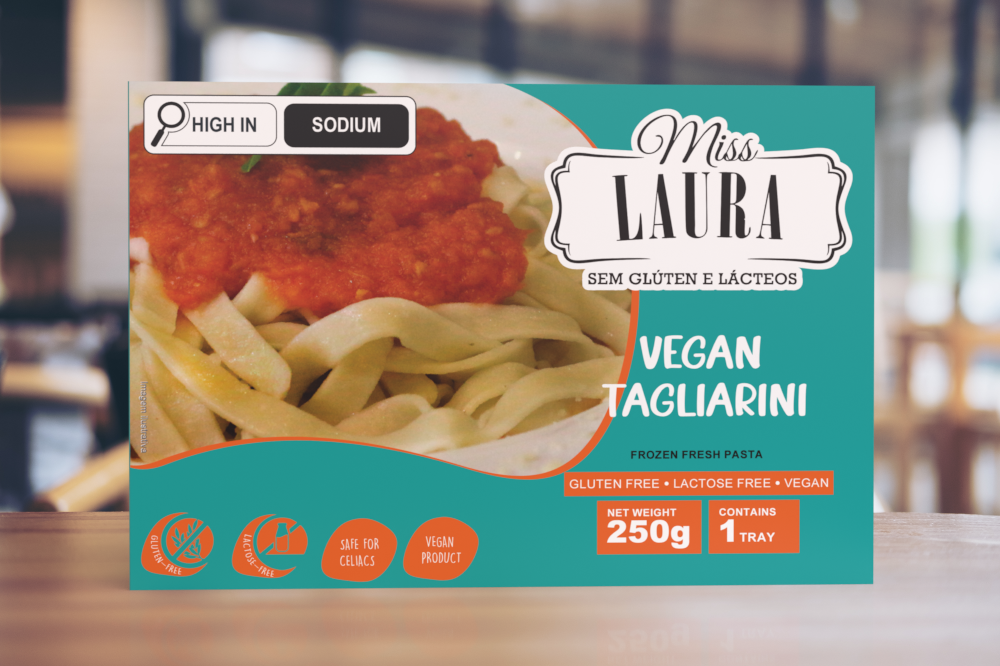 HIGH IN
SODIUM
Miss
LAURA
SEM GLÚTEN E LÁCTEOS
VEGAN
TAGLIARINI
FROZEN FRESH PASTA
GLUTEN FREE • LACTOSE FREE • VEGAN
NET WEIGHT
250g
CONTAINS
1 TRAY
GLUTEN-FREE
LACTOSE-FREE
SAFE FOR
CELIACS
VEGAN
PRODUCT